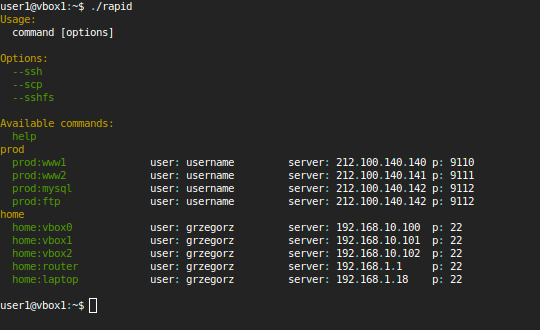 user1@vbox1:~$ ./rapid
Usage:
  command [options]

Options:
  --ssh
  --scp
  --sshfs

Available commands:
  help
prod
  prod:www1              user: username         server: 212.100.140.140 p: 9110
  prod:www2              user: username         server: 212.100.140.141 p: 9111
  prod:mysql             user: username         server: 212.100.140.142 p: 9112
  prod:ftp               user: username         server: 212.100.140.142 p: 9112
home
  home:vbox0             user: grzegorz         server: 192.168.10.100  p: 22
  home:vbox1             user: grzegorz         server: 192.168.10.101  p: 22
  home:vbox2             user: grzegorz         server: 192.168.10.102  p: 22
  home:router            user: grzegorz         server: 192.168.1.1     p: 22
  home:laptop            user: grzegorz         server: 192.168.1.18    p: 22

user1@vbox1:~$